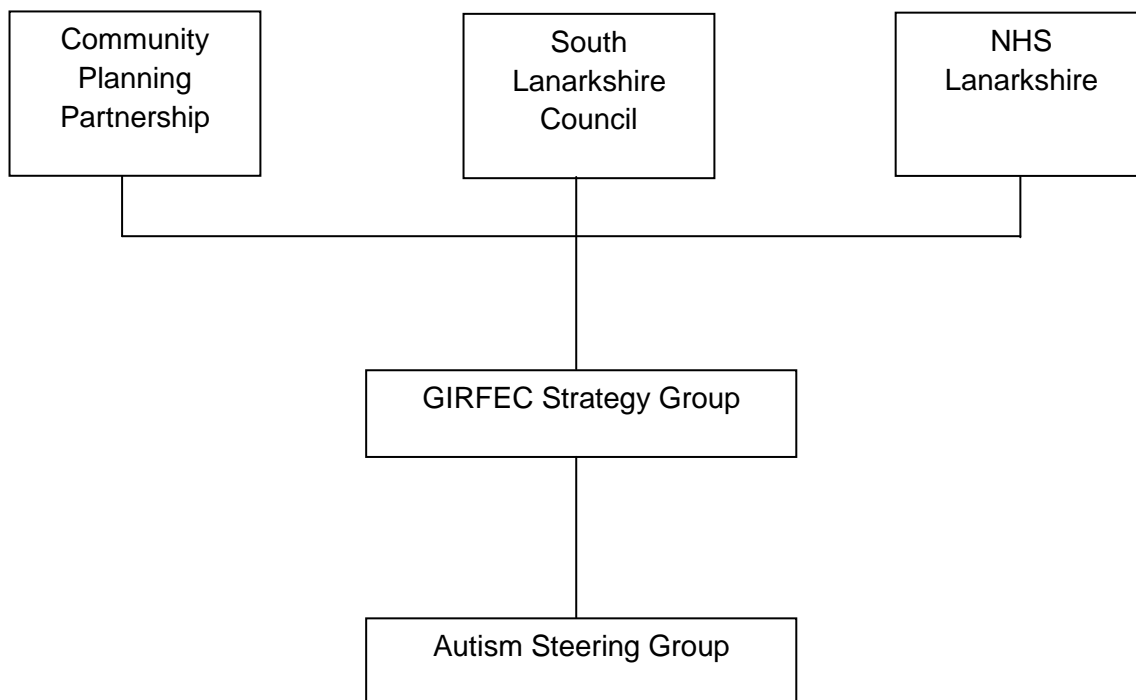 Community
Planning
Partnership
South
Lanarkshire
Council
NHS
Lanarkshire
GIRFEC Strategy Group
Autism Steering Group